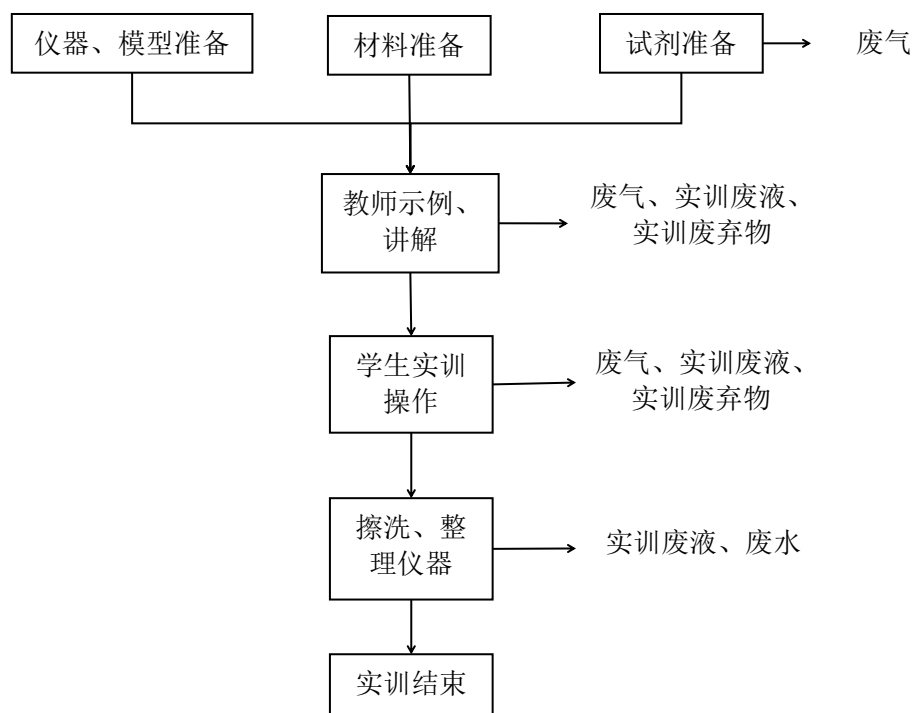 仪器、模型准备
材料准备
试剂准备
废气
教师示例、
讲解
废气、实训废液、
实训废弃物
学生实训
操作
废气、实训废液、
实训废弃物
擦洗、整
理仪器
实训废液、废水
实训结束